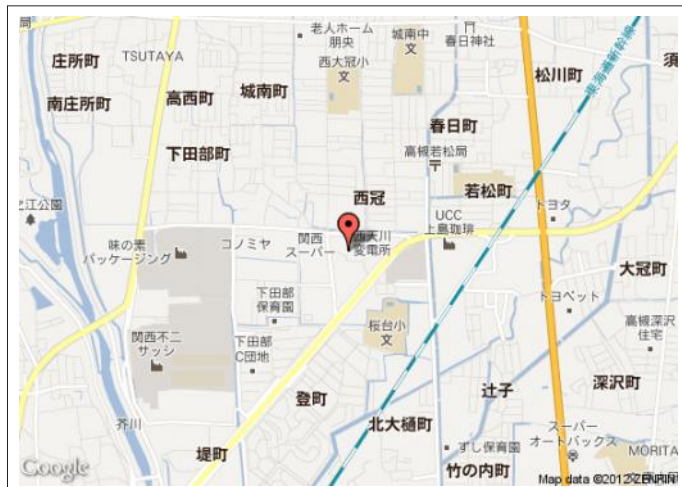 老人ホーム
朋央
城南中
文
春日神社
庄所町
TSUTAYA
西大冠小
文
松川町
須
東海道新幹線
高西町
城南町
南庄所町
春日町
下田部町
高槻若松局
西冠
若松町
之江公園
トヨタ
UCC
上島珈琲
味の素
パッケージング
コノミヤ
関西
スーパー
西天川
変電所
大冠町
下田部
保育園
トヨペット
桜台小
文
高槻深沢
住宅
関西不二
サッシ
下田部
C団地
辻子
深沢町
登町
北大樋町
芥川
堤町
スーパー
オートバックス
ずし保育園
MORITA
竹の内町
Google
Map data ©2012 ZENRIN